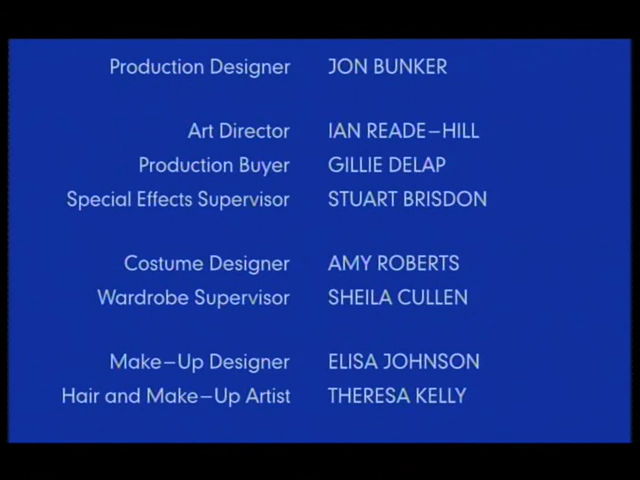 Production Designer JON BUNKER
Art Director IAN READE–HILL
Production Buyer GILLIE DELAP
Special Effects Supervisor STUART BRISDON
Costume Designer AMY ROBERTS
Wardrobe Supervisor SHEILA CULLEN
Make–Up Designer ELISA JOHNSON
Hair and Make–Up Artist THERESA KELLY